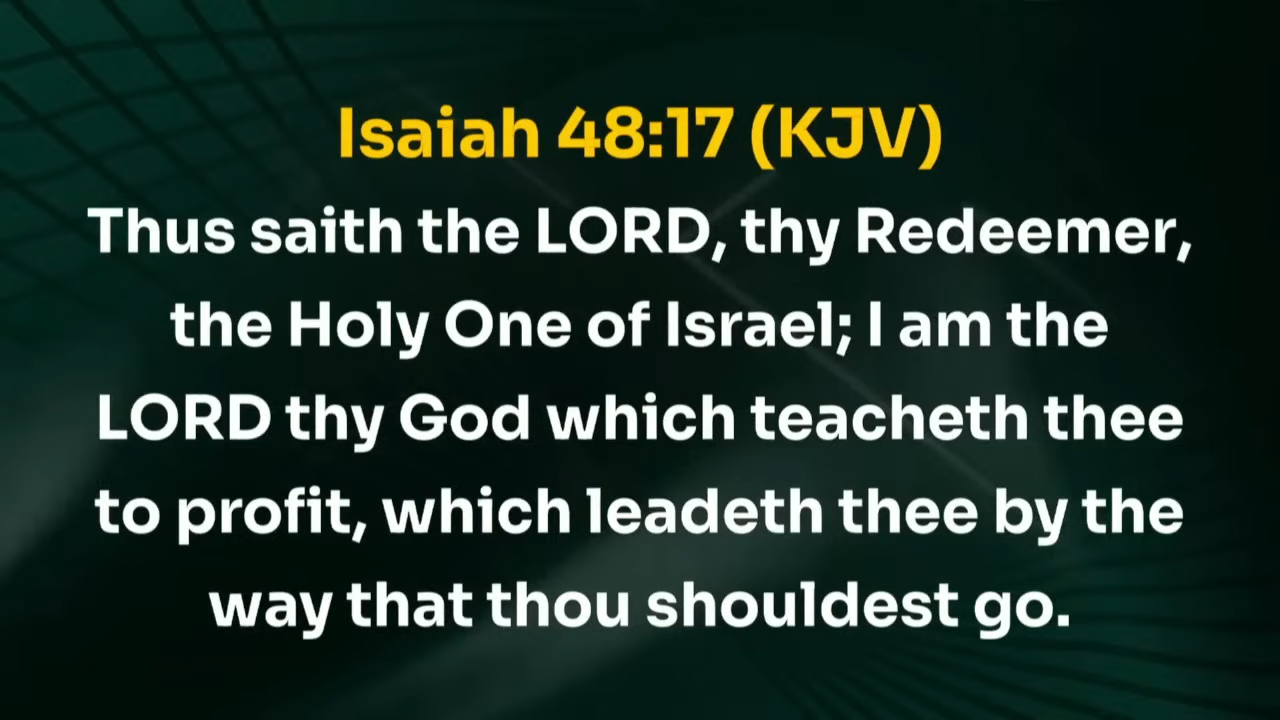 Isaiah 48:17 (KJV)
Thus saith the LORD, thy Redeemer,
the Holy One of Israel; I am the
LORD thy God which teacheth thee
to profit, which leadeth thee by the
way that thou shouldest go.